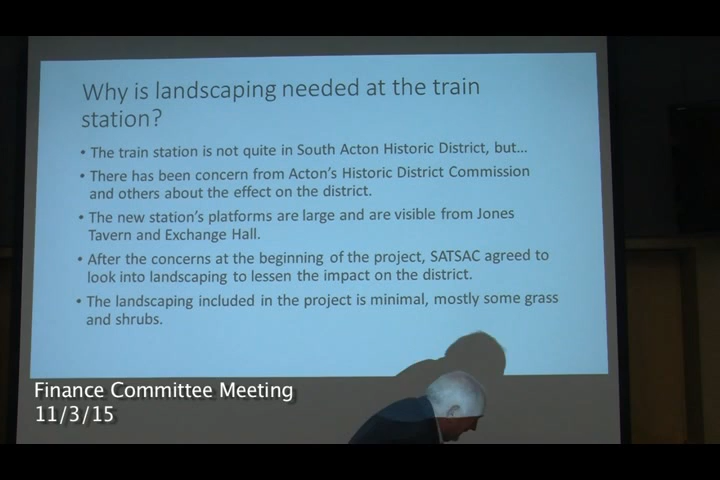 Why is landscaping needed at the train
station?
• The train station is not quite in South Acton Historic District, but...
• There has been concern from Acton's Historic District Commission
and others about the effect on the district.
• The new station's platforms are large and are visible from Jones
Tavern and Exchange Hall.
• After the concerns at the beginning of the project, SATSAC agreed to
look into landscaping to lessen the impact on the district.
• The landscaping included in the project is minimal, mostly some grass
and shrubs.
Finance Committee Meeting
11/3/15